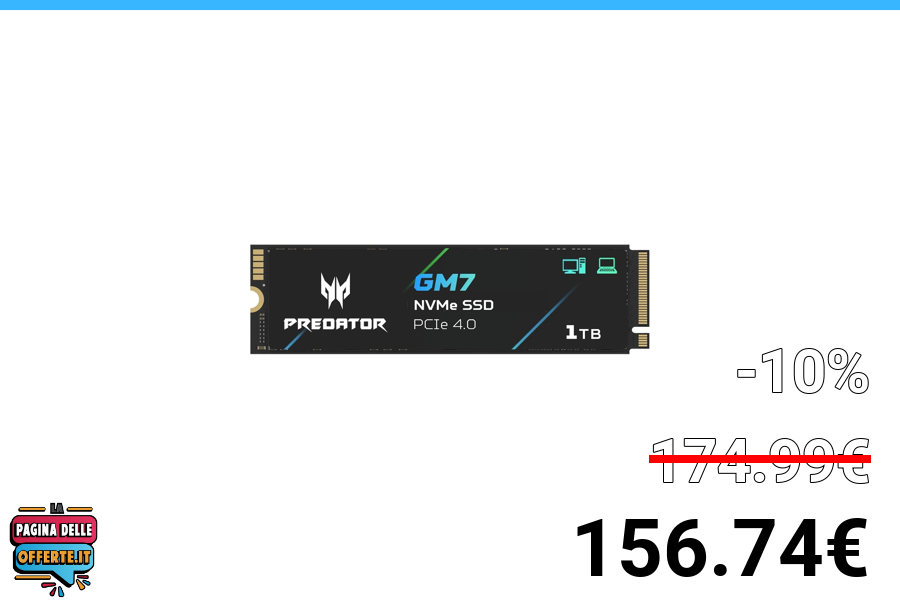 GM7
NVMe SSD
PCIe 4.0
PREDATOR
1TB
-10%
174.99€
156.74€
LA
PAGINA DELLE
OFFERTE.IT